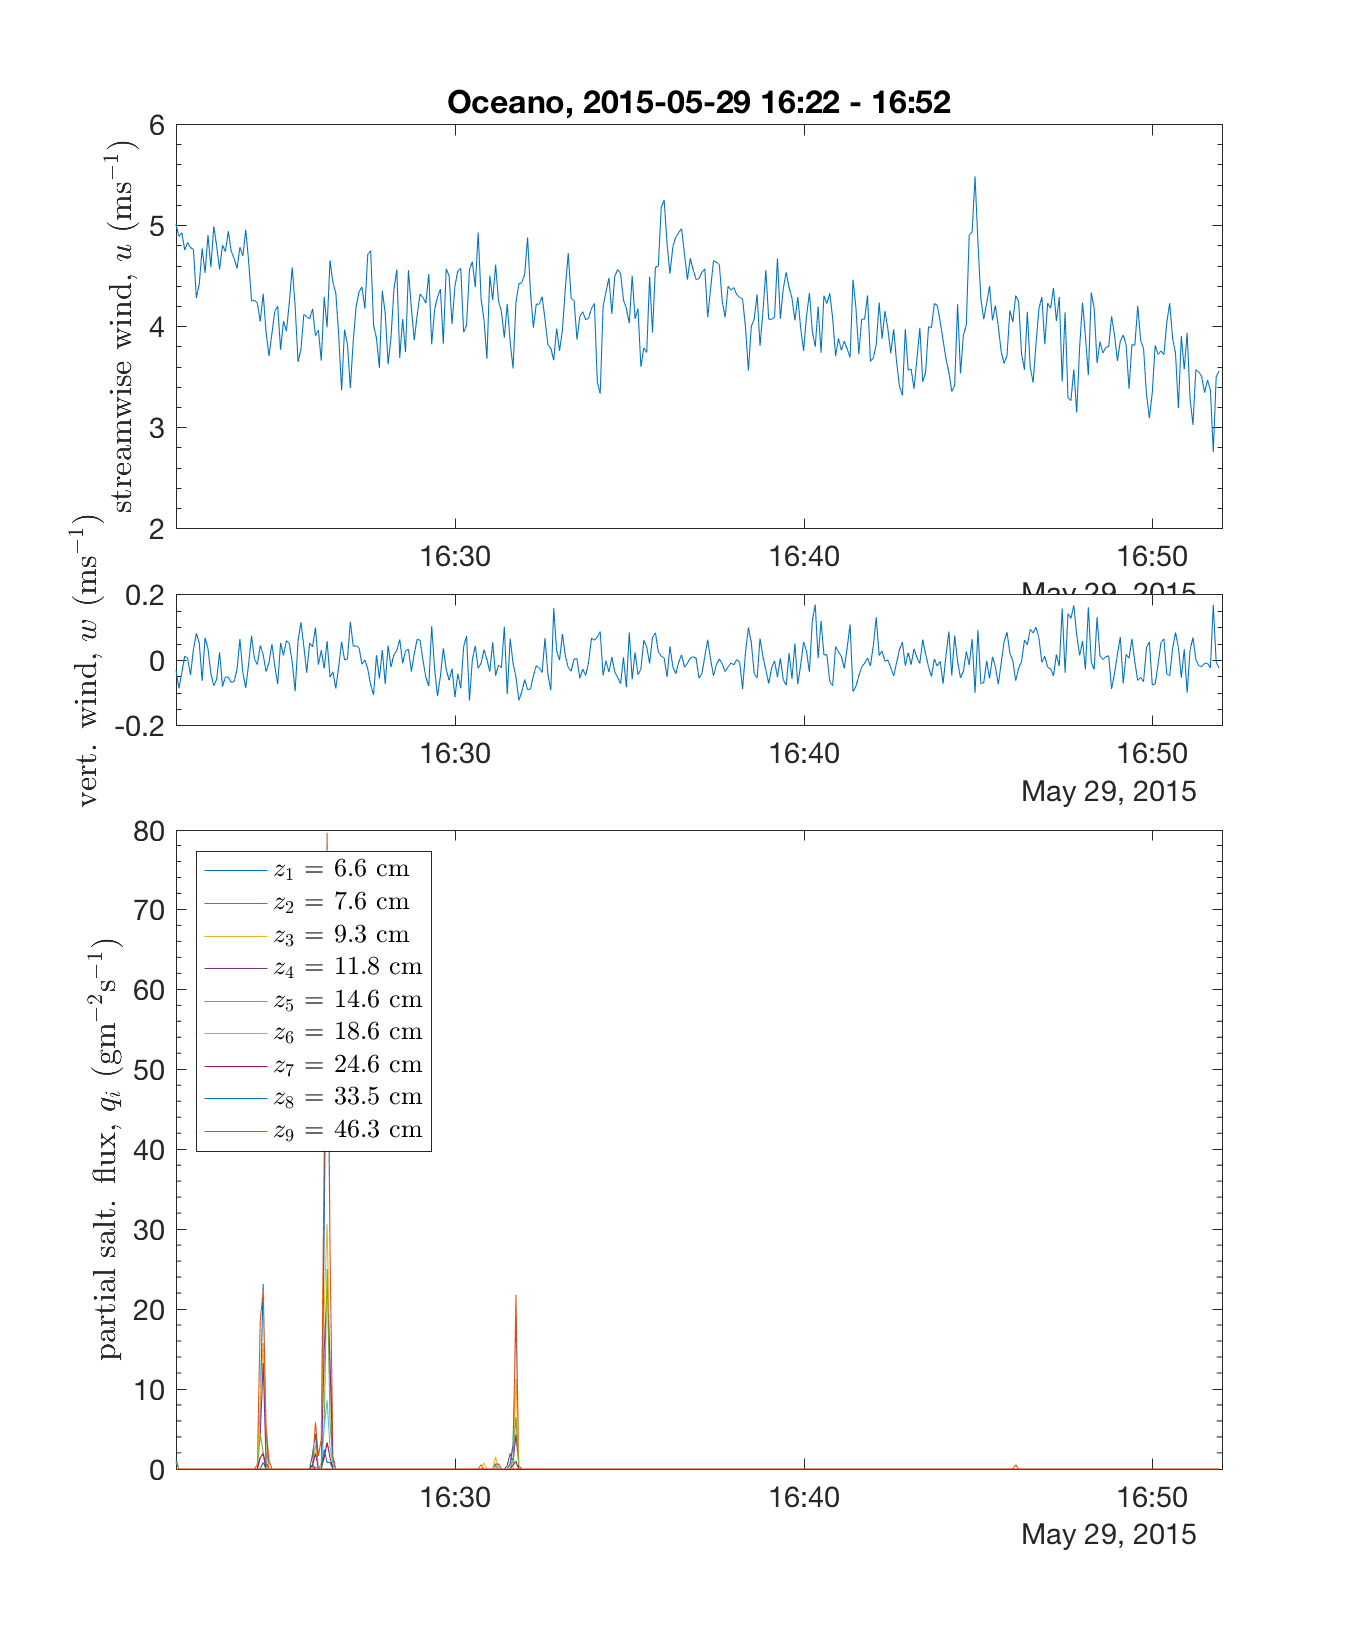 Oceano, 2015-05-29 16:22 - 16:52
streamwise wind, u (ms⁻¹)
6
5
4
3
2
16:30 16:40 16:50
May 29, 2015
vert. wind, w (ms⁻¹)
0.2
0
-0.2
16:30 16:40 16:50
May 29, 2015
partial salt. flux, qᵢ (gm⁻²s⁻¹)
80
70
60
50
40
30
20
10
0
z₁ = 6.6 cm
z₂ = 7.6 cm
z₃ = 9.3 cm
z₄ = 11.8 cm
z₅ = 14.6 cm
z₆ = 18.6 cm
z₇ = 24.6 cm
z₈ = 33.5 cm
z₉ = 46.3 cm
16:30 16:40 16:50
May 29, 2015